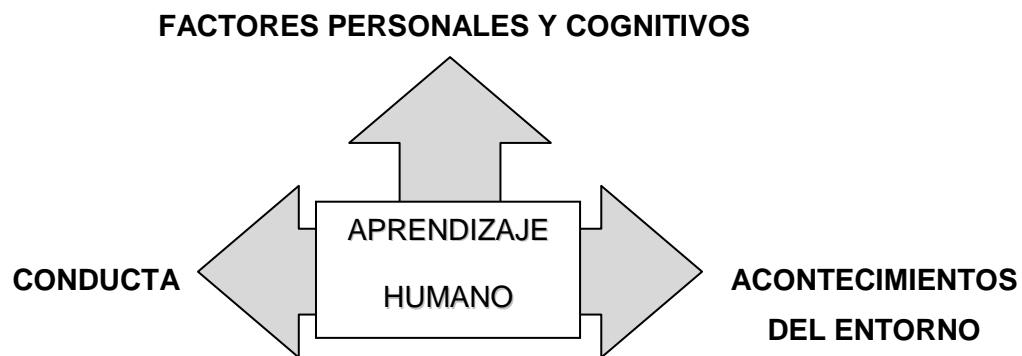 FACTORES PERSONALES Y COGNITIVOS
APRENDIZAJE
HUMANO
CONDUCTA
ACONTECIMIENTOS
DEL ENTORNO